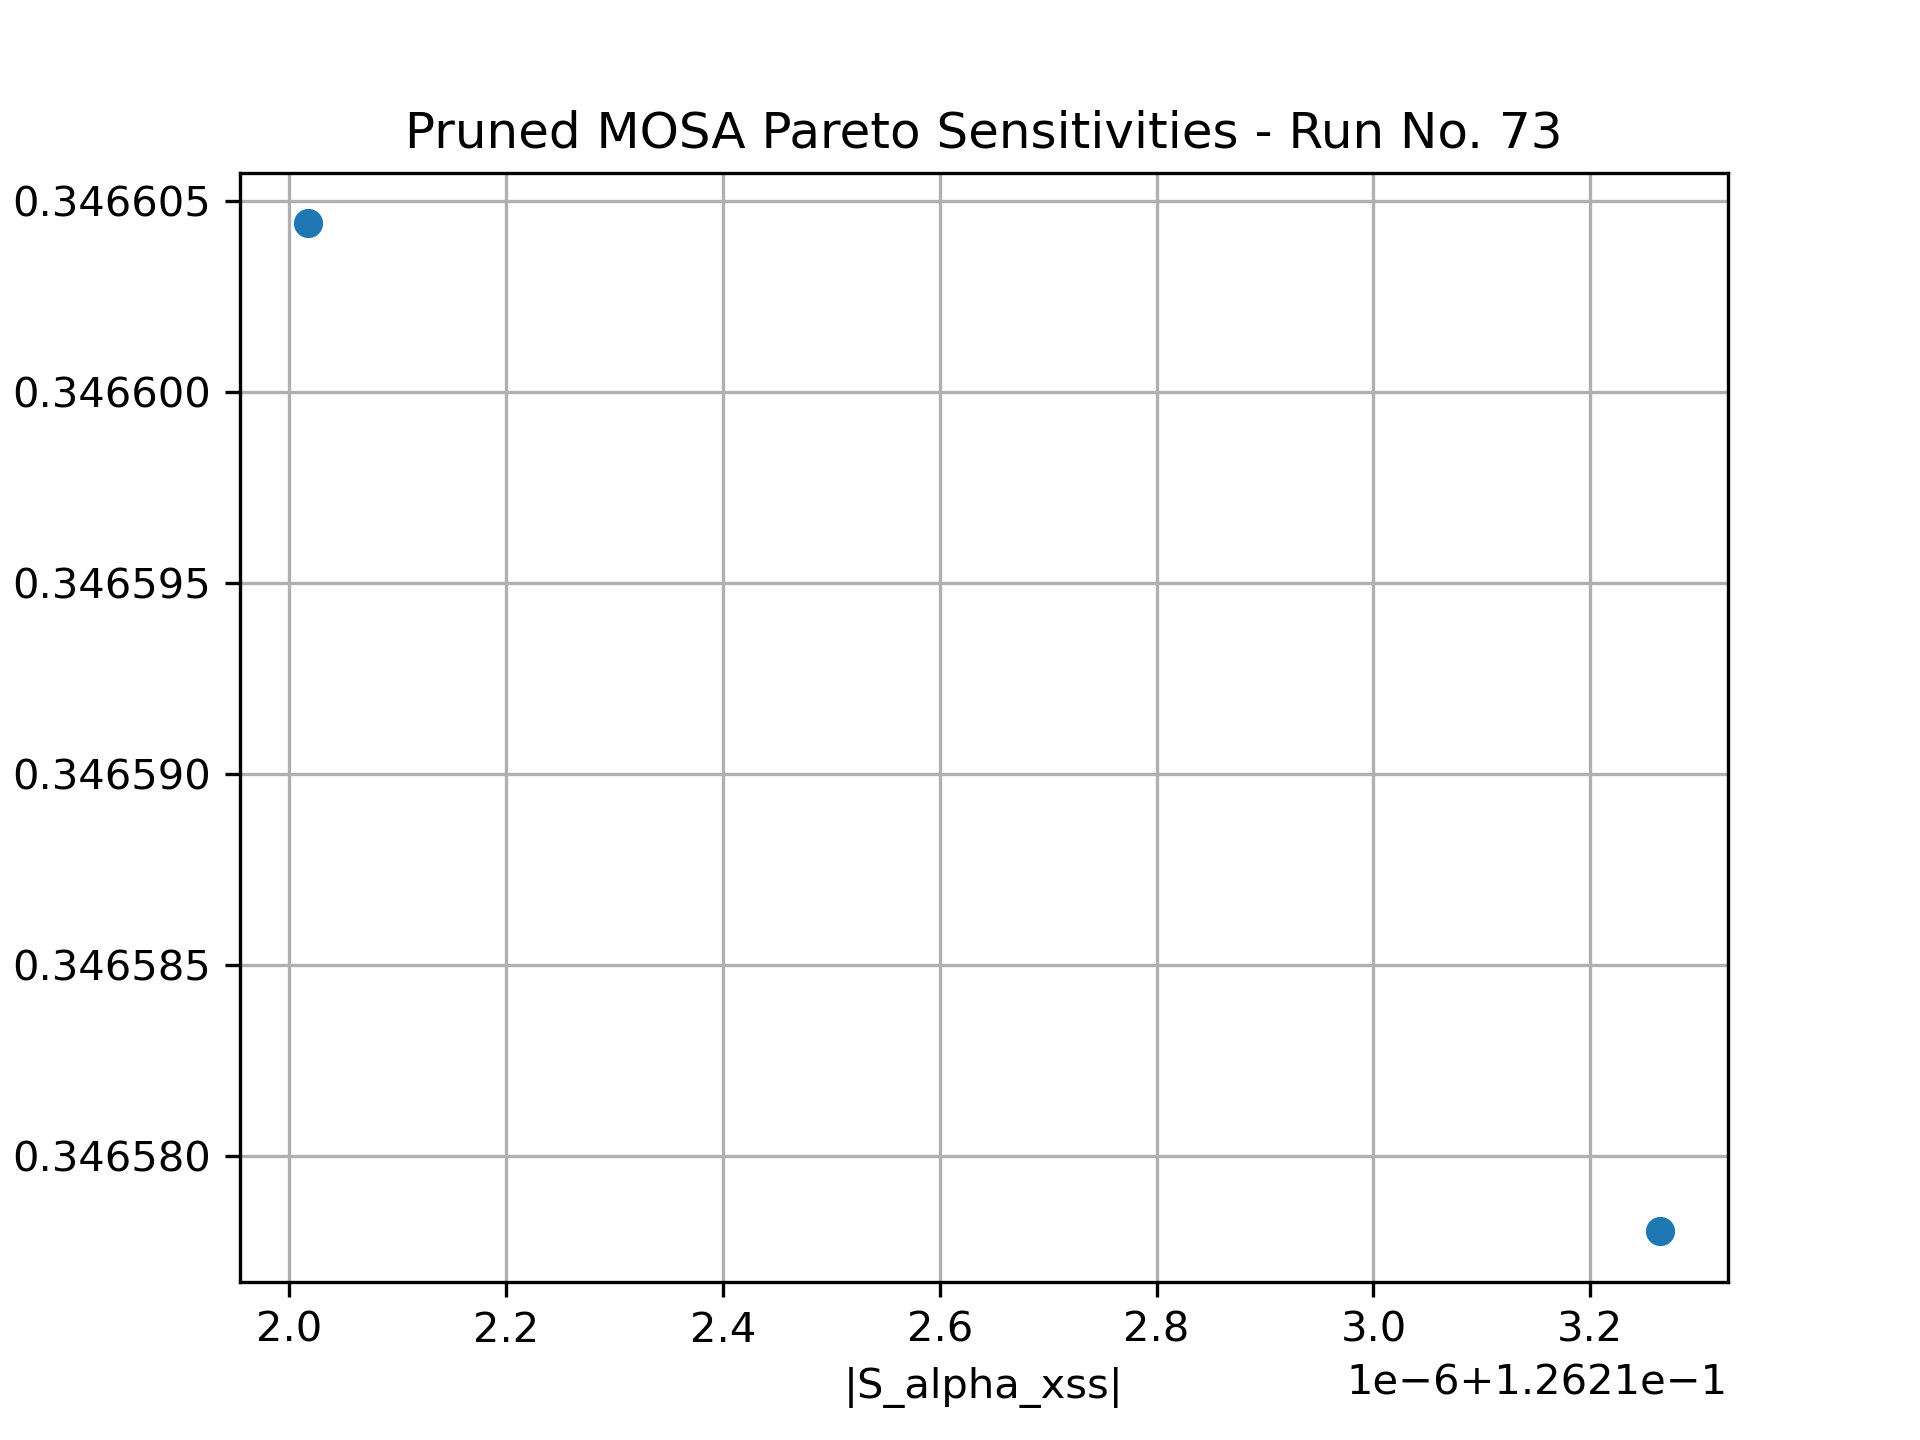 Pruned MOSA Pareto Sensitivities - Run No. 73
0.346605
0.346600
0.346595
0.346590
0.346585
0.346580
2.0 2.2 2.4 2.6 2.8 3.0 3.2
|S_alpha_xss| 1e−6+1.2621e−1